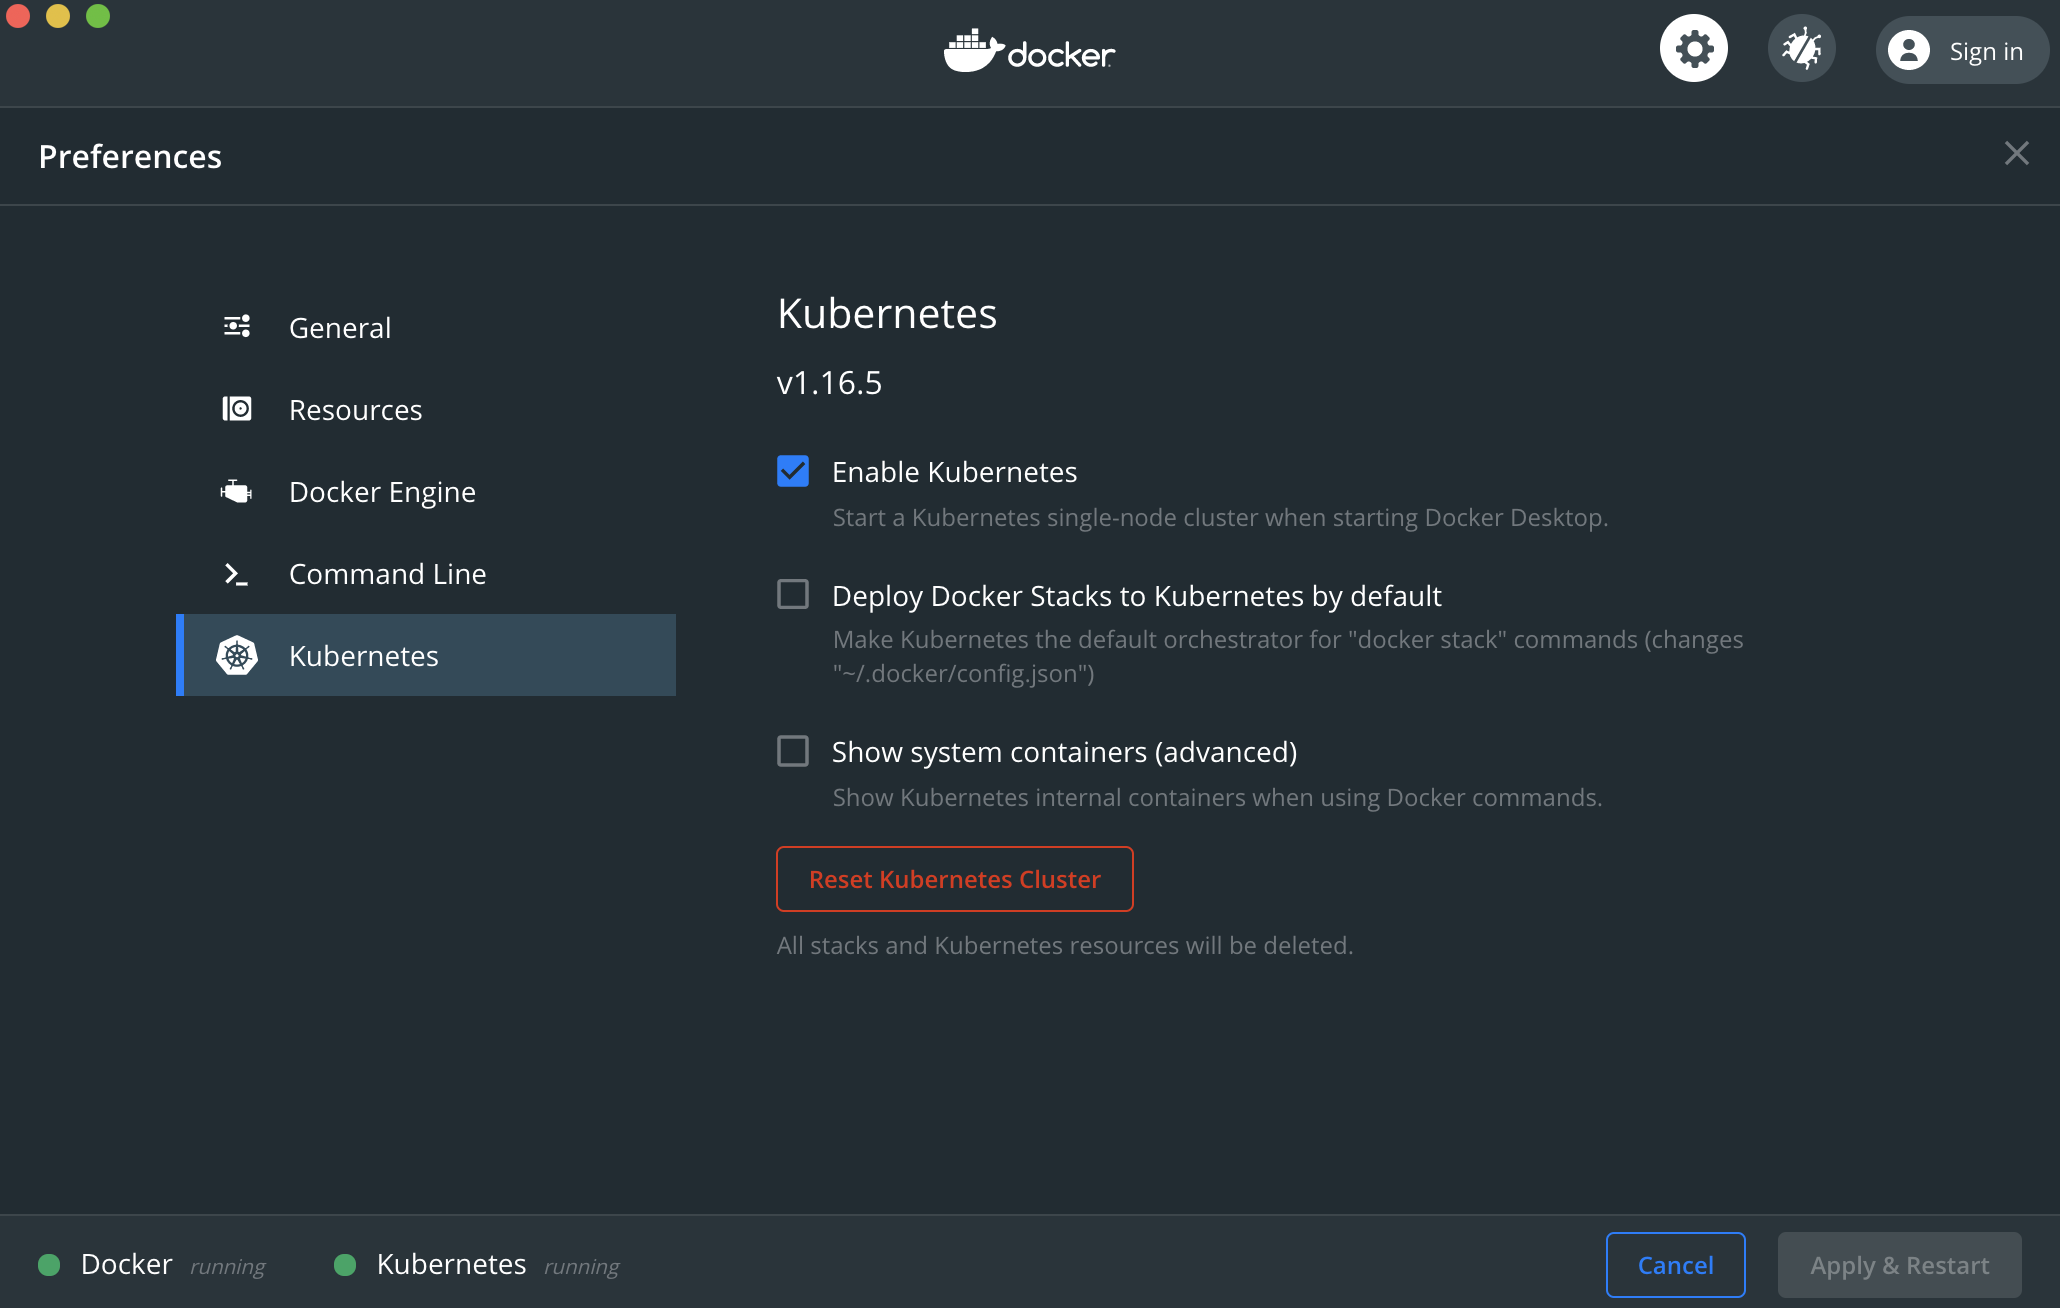 docker
Sign in
Preferences
General
Resources
Docker Engine
Command Line
Kubernetes
Kubernetes
v1.16.5
Enable Kubernetes
Start a Kubernetes single-node cluster when starting Docker Desktop.
Deploy Docker Stacks to Kubernetes by default
Make Kubernetes the default orchestrator for "docker stack" commands (changes
"~/.docker/config.json")
Show system containers (advanced)
Show Kubernetes internal containers when using Docker commands.
Reset Kubernetes Cluster
All stacks and Kubernetes resources will be deleted.
Docker running
Kubernetes running
Cancel
Apply & Restart